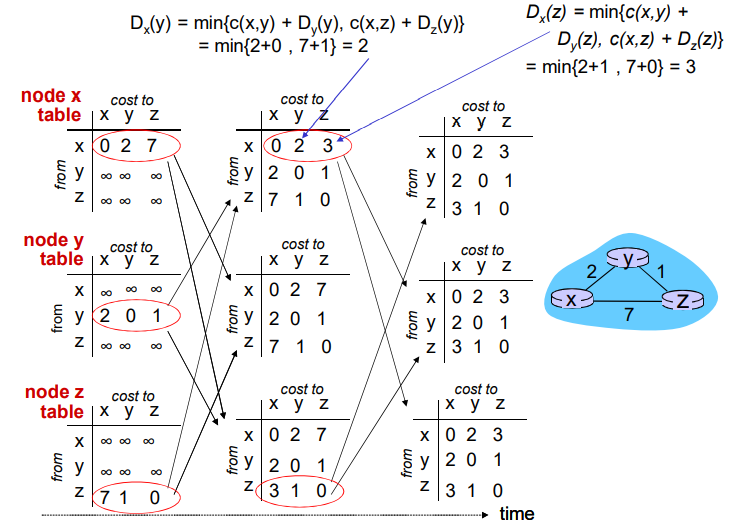 Dx(y) = min{c(x,y) + Dy(y), c(x,z) + Dz(y)}
= min{2+0 , 7+1} = 2
Dx(z) = min{c(x,y) +
Dy(z), c(x,z) + Dz(z)}
= min{2+1 , 7+0} = 3
node x
table
cost to
x y z
from
x 0 2 7
y ∞ ∞ ∞
z ∞ ∞ ∞
cost to
x y z
from
x 0 2 3
y 2 0 1
z 7 1 0
cost to
x y z
from
x 0 2 3
y 2 0 1
z 3 1 0
node y
table
cost to
x y z
from
x ∞ ∞ ∞
y 2 0 1
z ∞ ∞ ∞
cost to
x y z
from
x 0 2 7
y 2 0 1
z 7 1 0
cost to
x y z
from
x 0 2 3
y 2 0 1
z 3 1 0
y
2 1
x z
7
node z
table
cost to
x y z
from
x ∞ ∞ ∞
y ∞ ∞ ∞
z 7 1 0
cost to
x y z
from
x 0 2 7
y 2 0 1
z 3 1 0
cost to
x y z
from
x 0 2 3
y 2 0 1
z 3 1 0
time